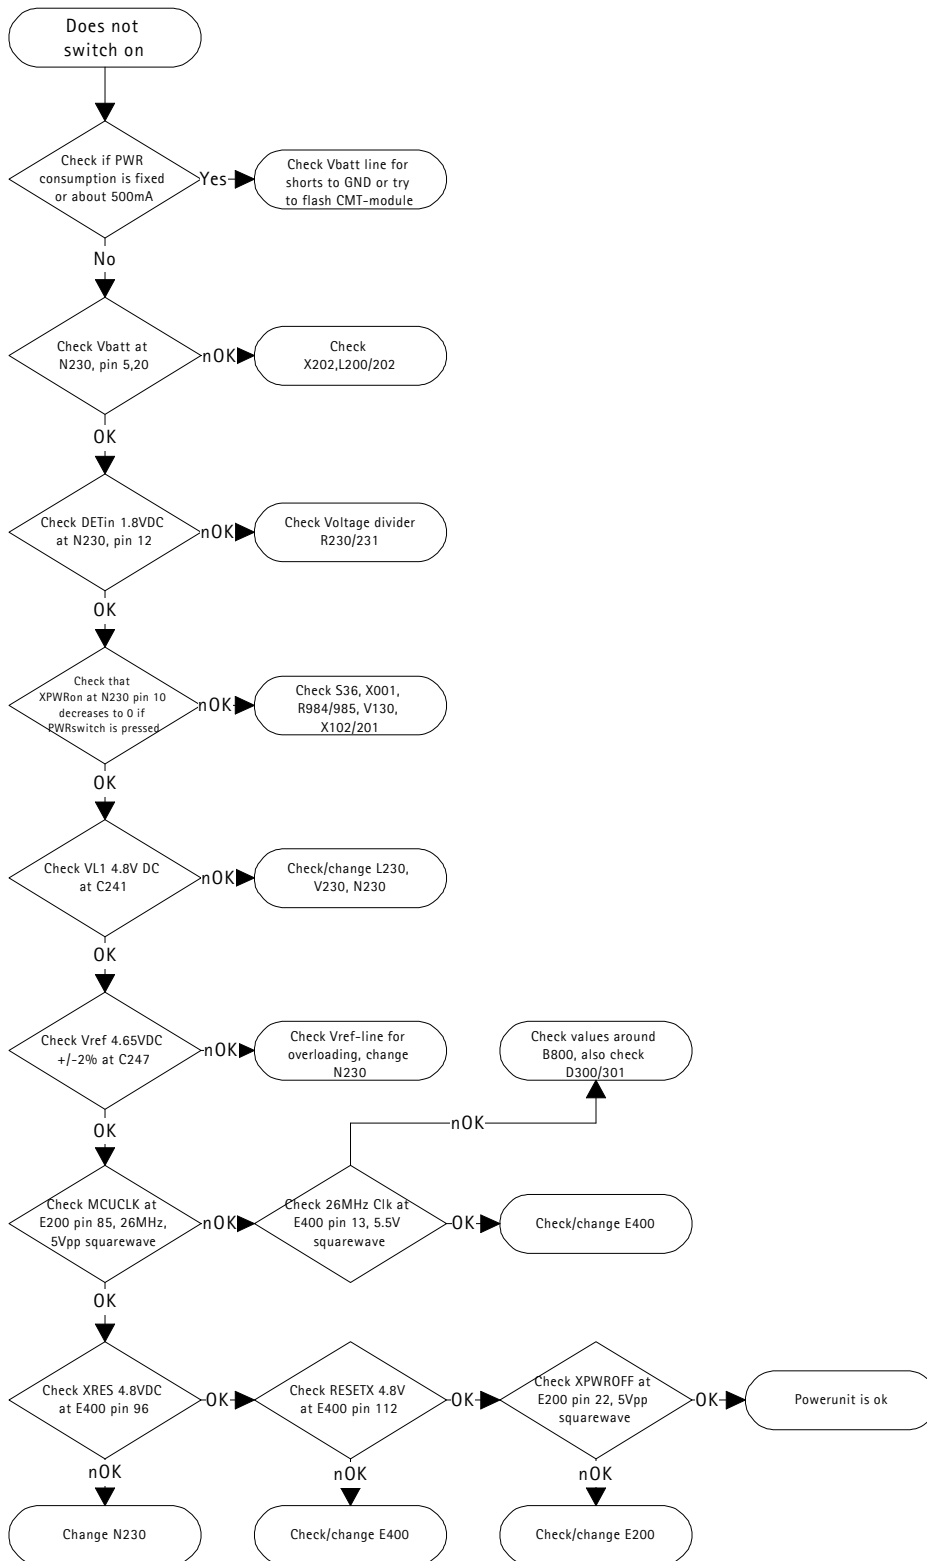 Does not
switch on
Check if PWR
consumption is fixed
or about 500mA
Yes
Check Vbatt line for
shorts to GND or try
to flash CMT-module
No
Check Vbatt at
N230, pin 5,20
nOK
Check
X202,L200/202
OK
Check DETin 1.8VDC
at N230, pin 12
nOK
Check Voltage divider
R230/231
OK
Check that
XPWRon at N230 pin 10
decreases to 0 if
PWRswitch is pressed
nOK
Check S36, X001,
R984/985, V130,
X102/201
OK
Check VL1 4.8V DC
at C241
nOK
Check/change L230,
V230, N230
OK
Check Vref 4.65VDC
+/-2% at C247
nOK
Check Vref-line for
overloading, change
N230
Check values around
B800, also check
D300/301
OK
nOK
Check MCUCLK at
E200 pin 85, 26MHz,
5Vpp squarewave
nOK
Check 26MHz Clk at
E400 pin 13, 5.5V
squarewave
OK
Check/change E400
OK
Check XRES 4.8VDC
at E400 pin 96
OK
Check RESETX 4.8V
at E400 pin 112
OK
Check XPWROFF at
E200 pin 22, 5Vpp
squarewave
OK
Powerunit is ok
nOK
nOK
nOK
Change N230
Check/change E400
Check/change E200